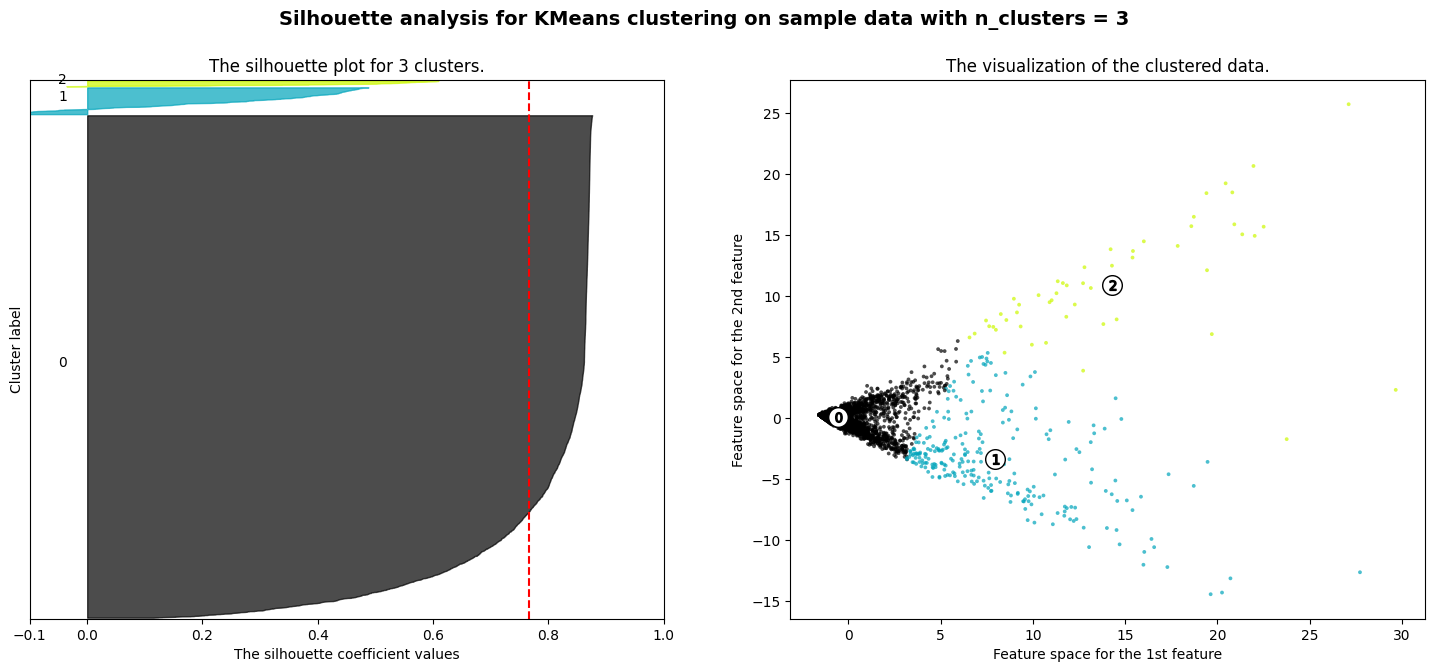 Silhouette analysis for KMeans clustering on sample data with n_clusters = 3
The silhouette plot for 3 clusters.
2
1
0
Cluster label
−0.1 0.0 0.2 0.4 0.6 0.8 1.0
The silhouette coefficient values
The visualization of the clustered data.
25
20
15
10
5
0
−5
−10
−15
Feature space for the 2nd feature
2
0
1
0 5 10 15 20 25 30
Feature space for the 1st feature